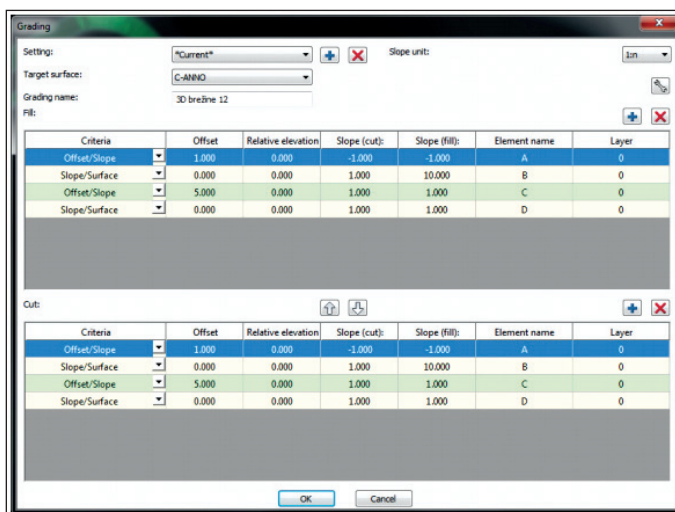 Grading
Setting: *Current* Slope unit: 1:n
Target surface: C-ANNO
Grading name: 3D brežine 12
Fill:
Criteria Offset Relative elevation Slope (cut): Slope (fill): Element name Layer
Offset/Slope 1.000 0.000 -1.000 -1.000 A 0
Slope/Surface 0.000 0.000 1.000 10.000 B 0
Offset/Slope 5.000 0.000 1.000 1.000 C 0
Slope/Surface 0.000 0.000 1.000 1.000 D 0
Cut:
Criteria Offset Relative elevation Slope (cut): Slope (fill): Element name Layer
Offset/Slope 1.000 0.000 -1.000 -1.000 A 0
Slope/Surface 0.000 0.000 1.000 10.000 B 0
Offset/Slope 5.000 0.000 1.000 1.000 C 0
Slope/Surface 0.000 0.000 1.000 1.000 D 0
OK Cancel